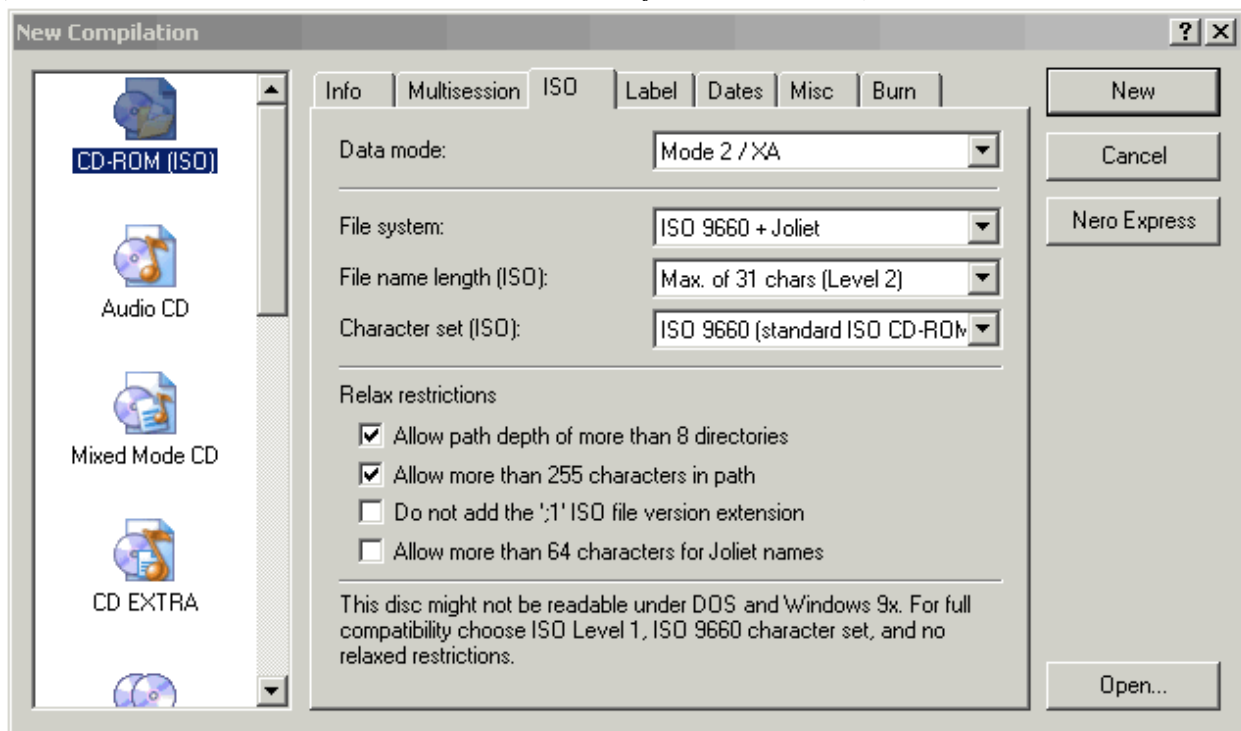 New Compilation
CD-ROM (ISO)
Audio CD
Mixed Mode CD
CD EXTRA
Info Multisession ISO Label Dates Misc Burn
Data mode: Mode 2 / XA
File system: ISO 9660 + Joliet
File name length (ISO): Max. of 31 chars (Level 2)
Character set (ISO): ISO 9660 (standard ISO CD-ROM
Relax restrictions
Allow path depth of more than 8 directories
Allow more than 255 characters in path
Do not add the ';1' ISO file version extension
Allow more than 64 characters for Joliet names
This disc might not be readable under DOS and Windows 9x. For full
compatibility choose ISO Level 1, ISO 9660 character set, and no
relaxed restrictions.
New
Cancel
Nero Express
Open...